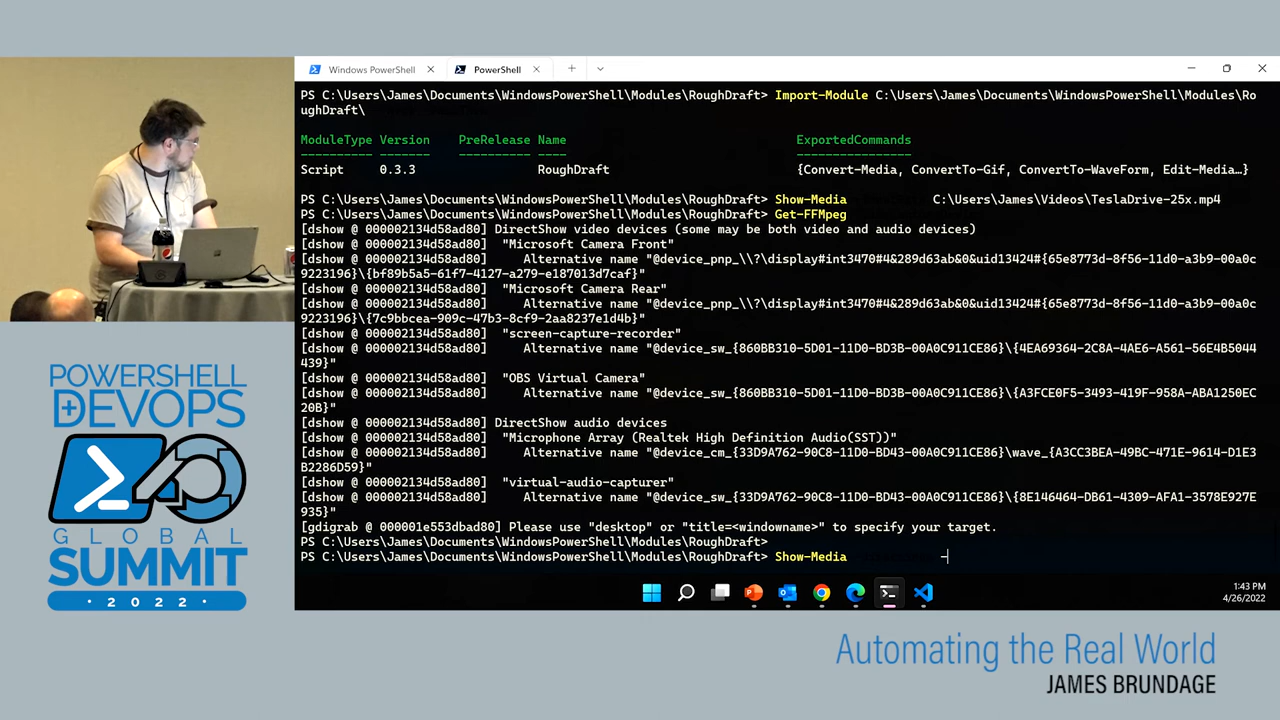 Windows PowerShell
PowerShell
PS C:\Users\James\Documents\WindowsPowerShell\Modules\RoughDraft> Import-Module C:\Users\James\Documents\WindowsPowerShell\Modules\Ro
ughDraft\
ModuleType Version PreRelease Name ExportedCommands
---------- ------- ---------- ---- ----------------
Script 0.3.3 RoughDraft {Convert-Media, ConvertTo-Gif, ConvertTo-WaveForm, Edit-Media…}
PS C:\Users\James\Documents\WindowsPowerShell\Modules\RoughDraft> Show-Media C:\Users\James\Videos\TeslaDrive-25x.mp4
PS C:\Users\James\Documents\WindowsPowerShell\Modules\RoughDraft> Get-FFMpeg
[dshow @ 000002134d58ad80] DirectShow video devices (some may be both video and audio devices)
[dshow @ 000002134d58ad80] "Microsoft Camera Front"
[dshow @ 000002134d58ad80] Alternative name "@device_pnp_\\?\display#int3470#4&289d63ab&0&uid13424#{65e8773d-8f56-11d0-a3b9-00a0c
9223196}\{bf89b5a5-61f7-4127-a279-e187013d7caf}"
[dshow @ 000002134d58ad80] "Microsoft Camera Rear"
[dshow @ 000002134d58ad80] Alternative name "@device_pnp_\\?\display#int3470#4&289d63ab&0&uid13424#{65e8773d-8f56-11d0-a3b9-00a0c
9223196}\{7c9bbcea-909c-47b3-8cf9-2aa8237e1d4b}"
[dshow @ 000002134d58ad80] "screen-capture-recorder"
[dshow @ 000002134d58ad80] Alternative name "@device_sw_{860BB310-5D01-11D0-BD3B-00A0C911CE86}\{4EA69364-2C8A-4AE6-A561-56E4B5044
439}"
[dshow @ 000002134d58ad80] "OBS Virtual Camera"
[dshow @ 000002134d58ad80] Alternative name "@device_sw_{860BB310-5D01-11D0-BD3B-00A0C911CE86}\{A3FCE0F5-3493-419F-958A-ABA1250EC
20B}"
[dshow @ 000002134d58ad80] DirectShow audio devices
[dshow @ 000002134d58ad80] "Microphone Array (Realtek High Definition Audio(SST))"
[dshow @ 000002134d58ad80] Alternative name "@device_cm_{33D9A762-90C8-11D0-BD43-00A0C911CE86}\wave_{A3CC3BEA-49BC-471E-9614-D1E3
B2286D59}"
[dshow @ 000002134d58ad80] "virtual-audio-capturer"
[dshow @ 000002134d58ad80] Alternative name "@device_sw_{33D9A762-90C8-11D0-BD43-00A0C911CE86}\{8E146464-DB61-4309-AFA1-3578E927E
935}"
[gdigrab @ 000001e553dbad80] Please use "desktop" or "title=<windowname>" to specify your target.
PS C:\Users\James\Documents\WindowsPowerShell\Modules\RoughDraft>
PS C:\Users\James\Documents\WindowsPowerShell\Modules\RoughDraft> Show-Media -
1:43 PM
4/26/2022
POWERSHELL
DEVOPS
GLOBAL
SUMMIT
· 2022 ·
Automating the Real World
JAMES BRUNDAGE